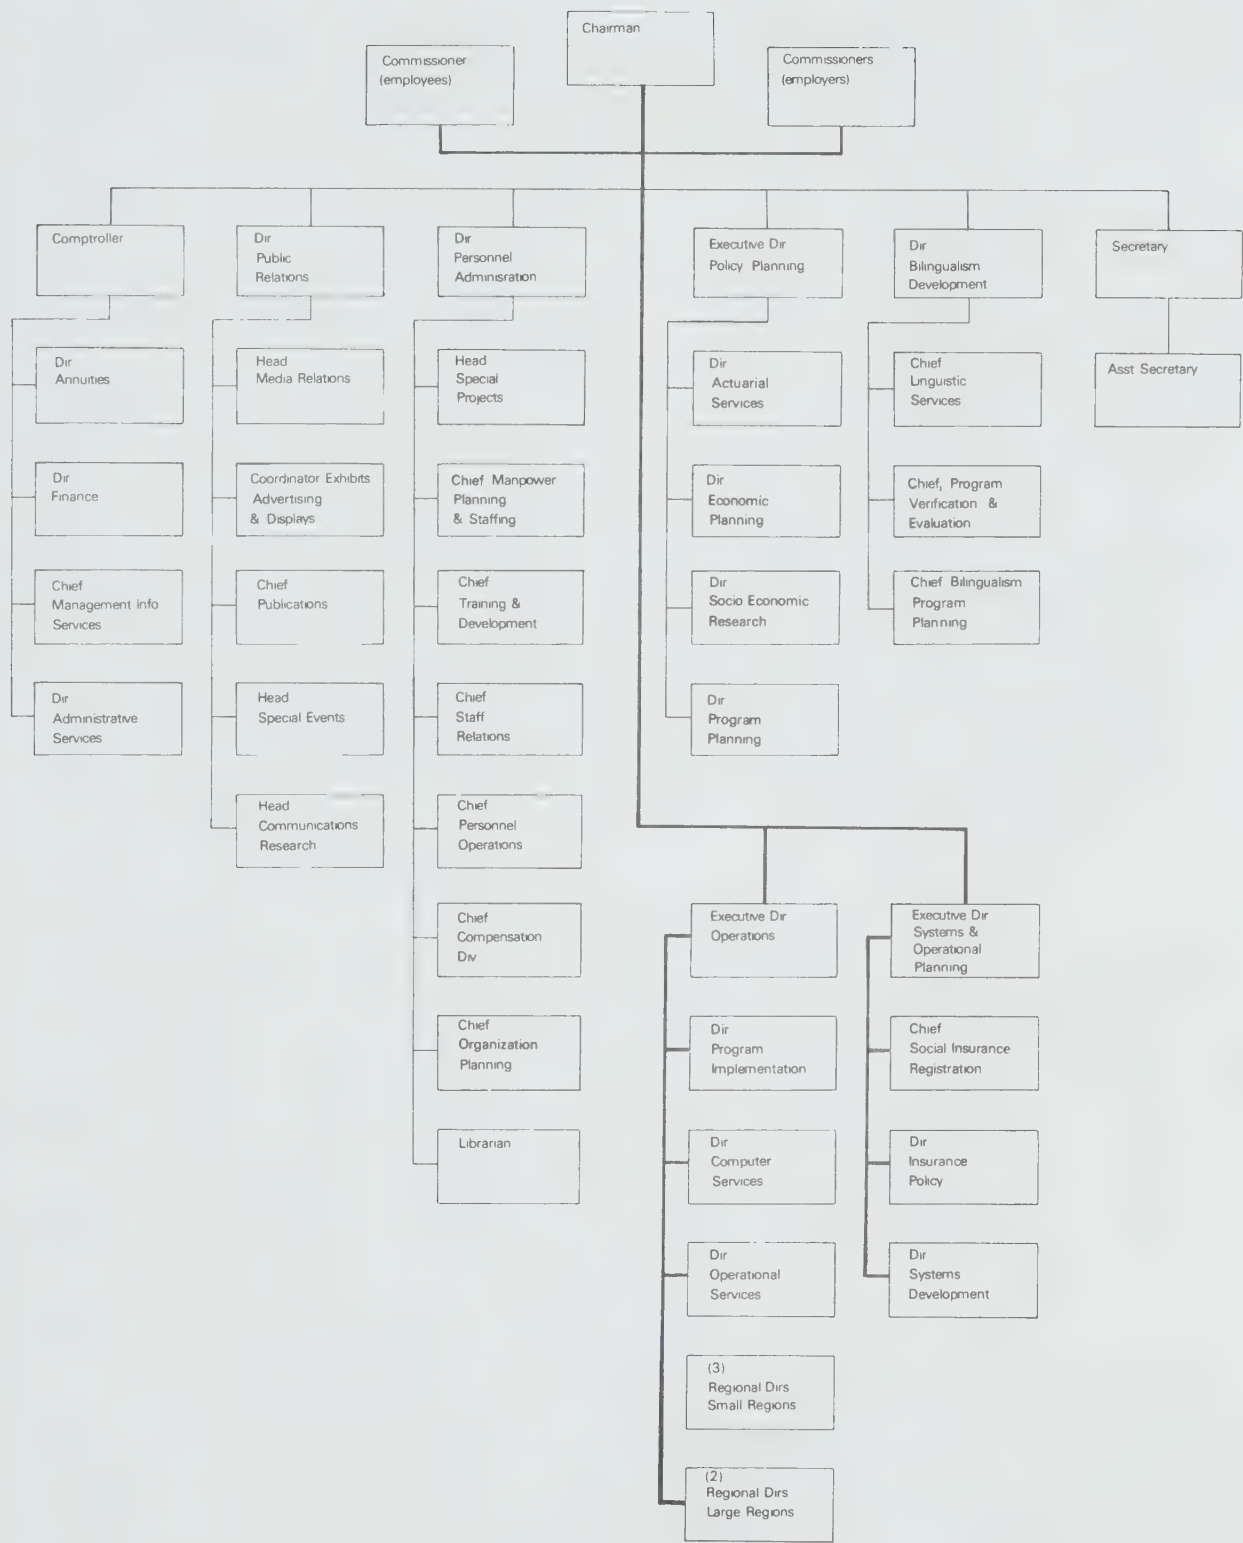 Chairman
Commissioner
(employees)
Commissioners
(employers)
Comptroller
Dir
Annuities
Dir
Finance
Chief
Management Info
Services
Dir
Administrative
Services
Dir
Public
Relations
Head
Media Relations
Coordinator Exhibits
Advertising
& Displays
Chief
Publications
Head
Special Events
Head
Communications
Research
Dir
Personnel
Adminisration
Head
Special
Projects
Chief Manpower
Planning
& Staffing
Chief
Training &
Development
Chief
Staff
Relations
Chief
Personnel
Operations
Chief
Compensation
Div
Chief
Organization
Planning
Librarian
Executive Dir
Policy Planning
Dir
Actuarial
Services
Dir
Economic
Planning
Dir
Socio Economic
Research
Dir
Program
Planning
Dir
Bilingualism
Development
Chief
Linguistic
Services
Chief, Program
Verification &
Evaluation
Chief Bilingualism
Program
Planning
Secretary
Asst Secretary
Executive Dir
Operations
Dir
Program
Implementation
Dir
Computer
Services
Dir
Operational
Services
(3)
Regional Dirs
Small Regions
(2)
Regional Dirs
Large Regions
Executive Dir
Systems &
Operational
Planning
Chief
Social Insurance
Registration
Dir
Insurance
Policy
Dir
Systems
Development